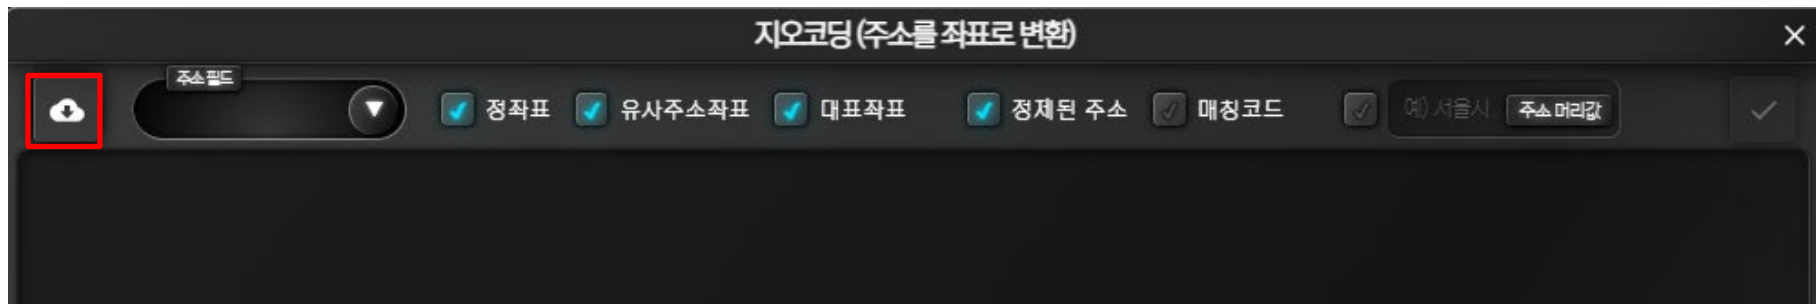 지오코딩 (주소를 좌표로 변환)
주소 필드
정좌표 유사주소좌표 대표좌표 정제된 주소 매칭코드 예) 서울시 주소 머리값